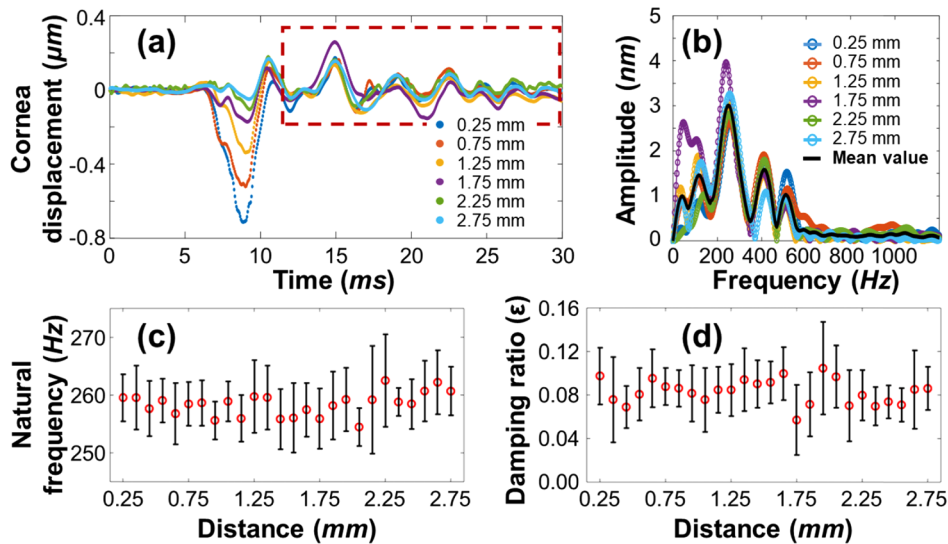 (a)
Cornea
displacement (μm)
0.4
0
-0.4
-0.8
0 5 10 15 20 25 30
Time (ms)
0.25 mm
0.75 mm
1.25 mm
1.75 mm
2.25 mm
2.75 mm
(b)
Amplitude (nm)
5
4
3
2
1
0
0 200 400 600 1000
Frequency (Hz)
0.25 mm
0.75 mm
1.25 mm
1.75 mm
2.25 mm
2.75 mm
Mean value
(c)
Natural
frequency (Hz)
270
260
250
0.25 0.75 1.25 1.75 2.25 2.75
Distance (mm)
(d)
Damping ratio (ε)
0.16
0.12
0.08
0.04
0.00
0.25 0.75 1.25 1.75 2.25 2.75
Distance (mm)